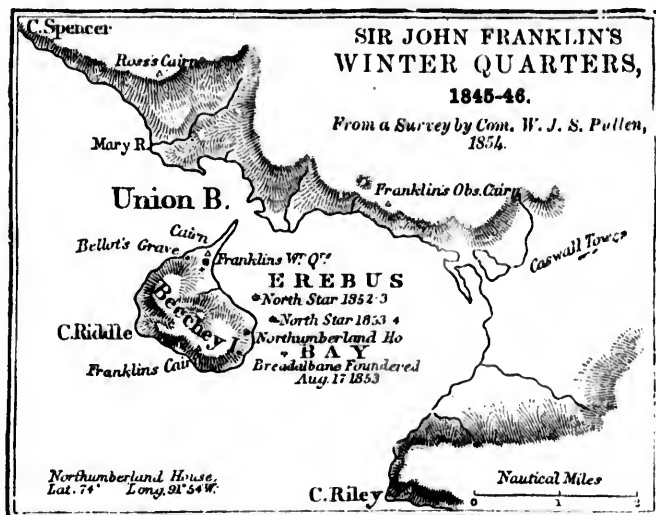 C. Spencer
Ross's Cairn
SIR JOHN FRANKLIN'S
WINTER QUARTERS,
1845-46.
From a Survey by Com. W. J. S. Pullen,
1854.
Mary R.
Franklin's Obs. Cairn
Union B.
Cairn
Caswall Tower
Bellot's Grave
Franklins Wr. Qrs.
EREBUS
North Star 1852-3
Beechey I.
North Star 1853 4
C. Riddle
Northumberland Ho
BAY
Franklins Cair
Breadalbane Foundered
Aug. 17 1853
Northumberland House,
Lat. 74° Long. 91° 54' W.
Nautical Miles
C. Riley
0 1 2